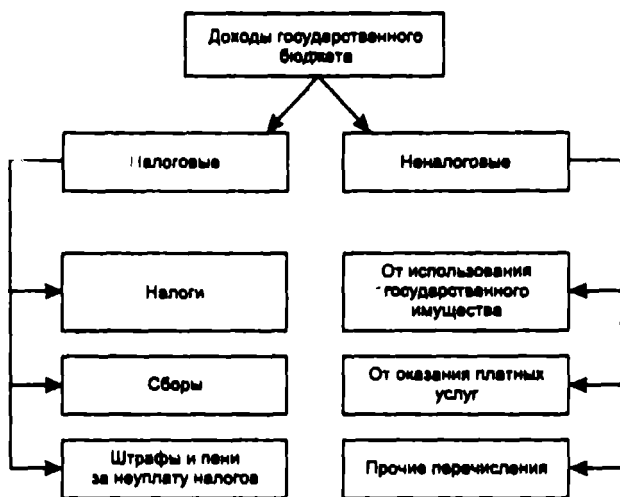 Доходы государственного
бюджета
Налоговые
Неналоговые
Налоги
От использования
государственного
имущества
Сборы
От оказания платных
услуг
Штрафы и пени
за неуплату налогов
Прочие перечисления